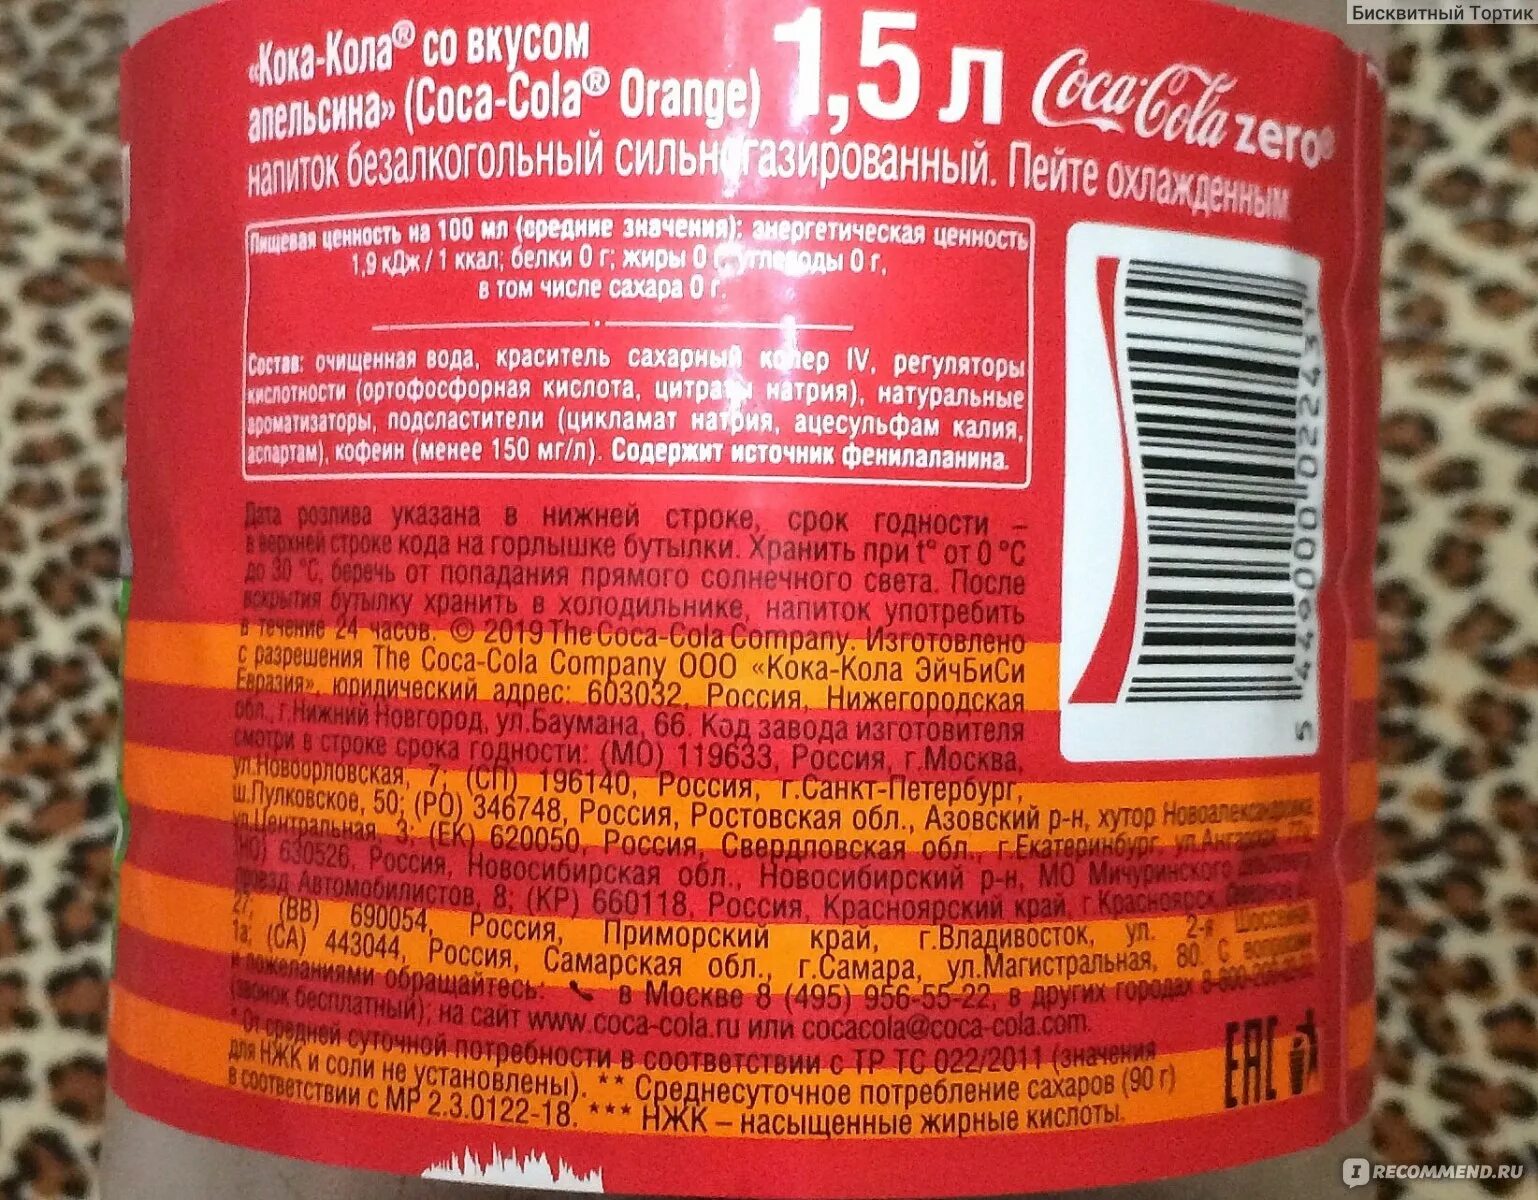 Бисквитный Тортик
«Кока-Кола® со вкусом
апельсина» (Coca-Cola® Orange)
1,5 л
Coca-Cola zero®
напиток безалкогольный сильногазированный. Пейте охлажденным
Пищевая ценность на 100 мл (средние значения): энергетическая ценность
1,9 кДж / 1 ккал; белки 0 г; жиры 0 г; углеводы 0 г,
в том числе сахара 0 г.
Состав: очищенная вода, краситель сахарный колер IV, регуляторы
кислотности (ортофосфорная кислота, цитраты натрия), натуральные
ароматизаторы, подсластители (цикламат натрия, ацесульфам калия,
аспартам), кофеин (менее 150 мг/л). Содержит источник фенилаланина.
Дата розлива указана в нижней строке, срок годности –
в верхней строке кода на горлышке бутылки. Хранить при t° от 0 °C
до 30 °C, беречь от попадания прямого солнечного света. После
вскрытия бутылку хранить в холодильнике, напиток употребить
в течение 24 часов. © 2019 The Coca-Cola Company. Изготовлено
с разрешения The Coca-Cola Company ООО «Кока-Кола ЭйчБиСи
Евразия», юридический адрес: 603032, Россия, Нижегородская
обл., г.Нижний Новгород, ул.Баумана, 66. Код завода изготовителя
смотри в строке срока годности: (МО) 119633, Россия, г.Москва,
ул.Новоорловская, 7; (СП) 196140, Россия, г.Санкт-Петербург,
ш.Пулковское, 50; (РО) 346748, Россия, Ростовская обл., Азовский р-н, хутор Новоалександровка
ул.Центральная, 3; (ЕК) 620050, Россия, Свердловская обл., г.Екатеринбург, ул.Ангарская,
(НО) 630526, Россия, Новосибирская обл., Новосибирский р-н, МО Мичуринского
проезд Автомобилистов, 8; (КР) 660118, Россия, Красноярский край, г.Красноярск,
27; (ВВ) 690054, Россия, Приморский край, г.Владивосток, ул. 2-я Шоссейная,
1а; (СА) 443044, Россия, Самарская обл., г.Самара, ул.Магистральная, 80. С вопросами
и пожеланиями обращайтесь: в Москве 8 (495) 956-55-22, в других городах
(звонок бесплатный); на сайт www.coca-cola.ru или cocacola@coca-cola.com.
* От средней суточной потребности в соответствии с ТР ТС 022/2011 (значения
для НЖК и соли не установлены). ** Среднесуточное потребление сахаров (90 г)
в соответствии с МР 2.3.0122-18. *** НЖК – насыщенные жирные кислоты.
EAC
IRECOMMEND.RU